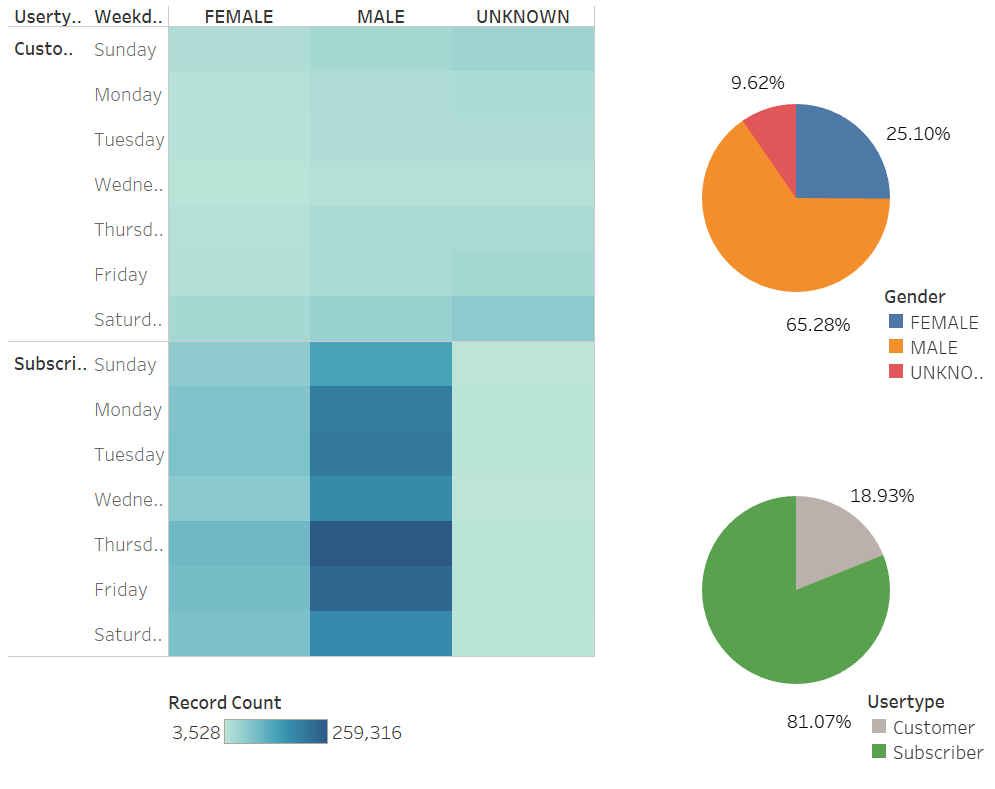 Userty.. Weekd.. FEMALE MALE UNKNOWN
Custo.. Sunday
Monday
Tuesday
Wedne..
Thursd..
Friday
Saturd..
Subscri.. Sunday
Monday
Tuesday
Wedne..
Thursd..
Friday
Saturd..
Record Count
3,528 259,316
9.62%
25.10%
65.28%
Gender
FEMALE
MALE
UNKNO..
18.93%
81.07%
Usertype
Customer
Subscriber